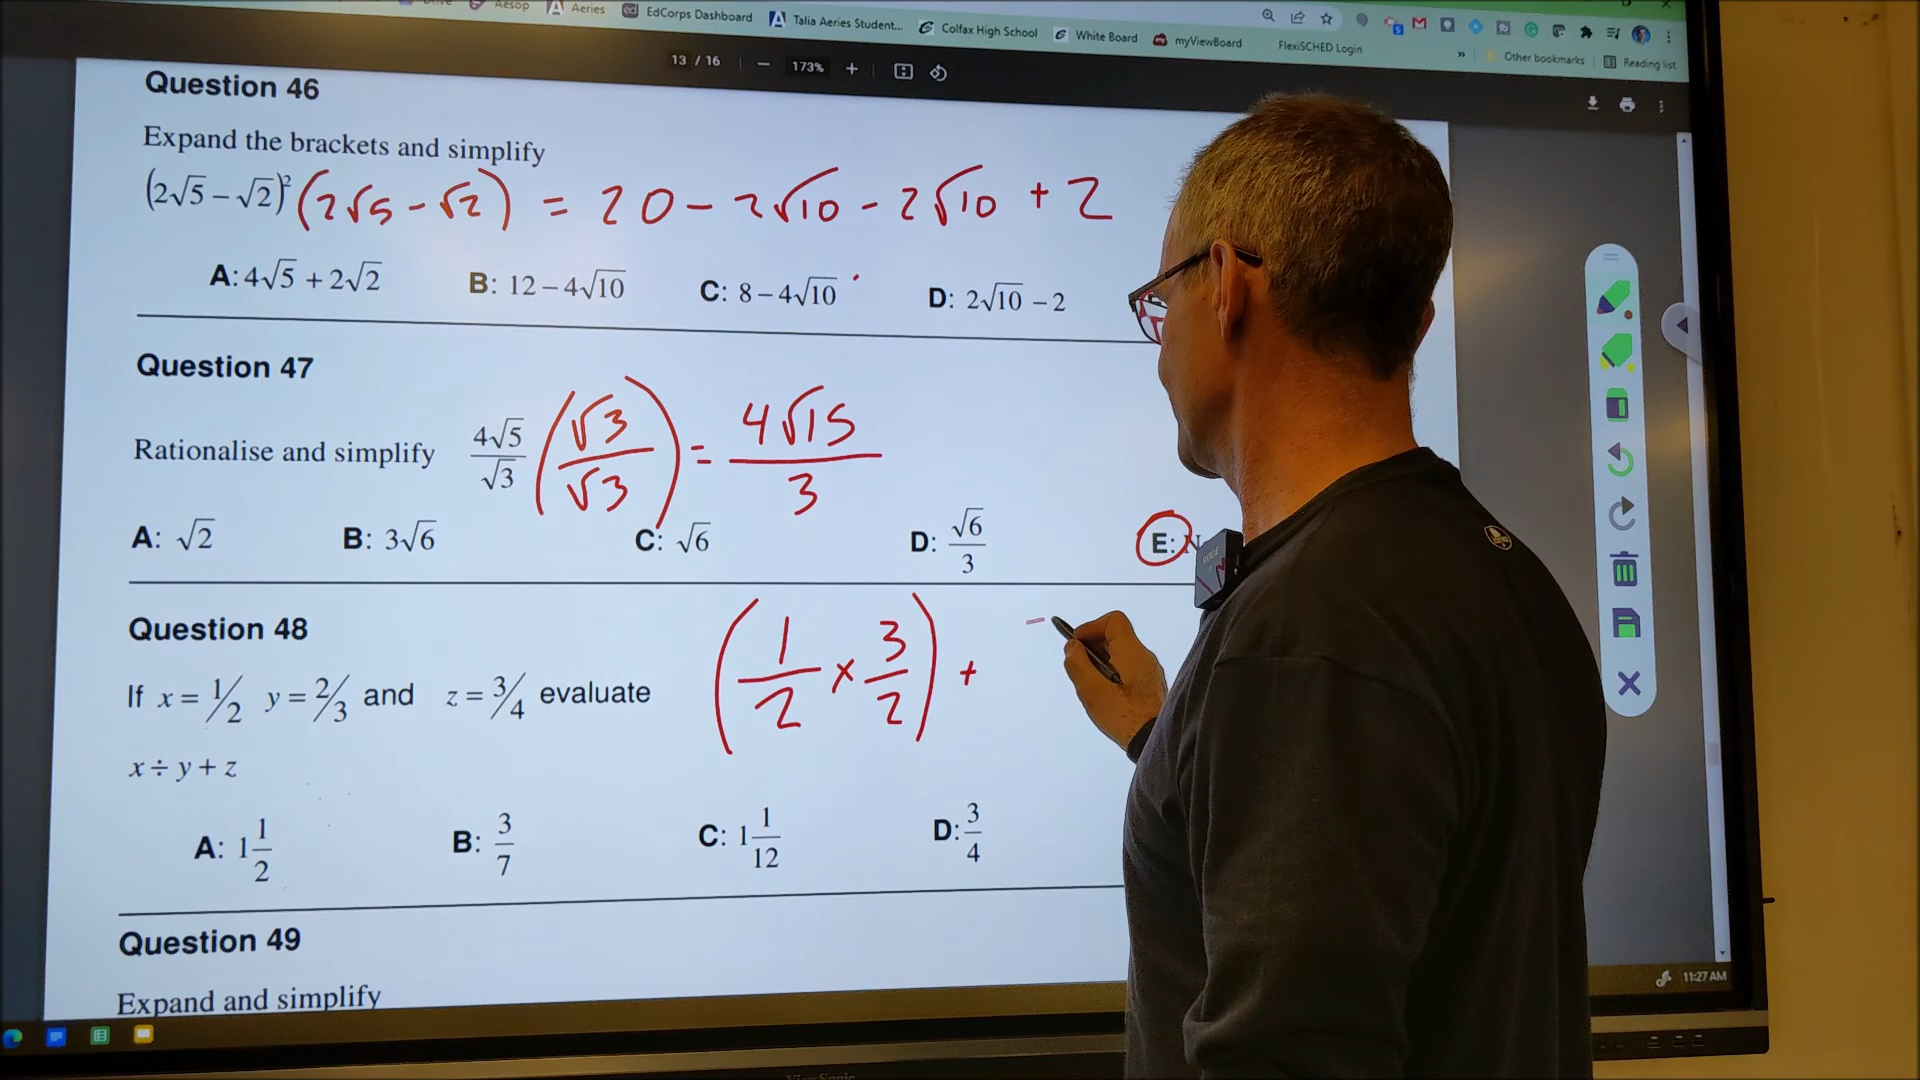 Aesop Aeries EdCorps Dashboard Talia Aeries Student... Colfax High School White Board myViewBoard FlexiSCHED Login » Other bookmarks Reading list
13 / 16 — 173% +
Question 46
Expand the brackets and simplify
(2√5 − √2)² (2√5 - √2) = 20 - 2√10 - 2√10 + 2
A: 4√5 + 2√2 B: 12 − 4√10 C: 8 − 4√10 D: 2√10 − 2
Question 47
Rationalise and simplify 4√5/√3 (√3/√3) = 4√15/3
A: √2 B: 3√6 C: √6 D: √6/3 E: N
Question 48
(1/2 × 3/2) +
If x = 1/2 y = 2/3 and z = 3/4 evaluate
x ÷ y + z
A: 1 1/2 B: 3/7 C: 1 1/12 D: 3/4
Question 49
Expand and simplify
11:27 AM
ViewSonic
RODE